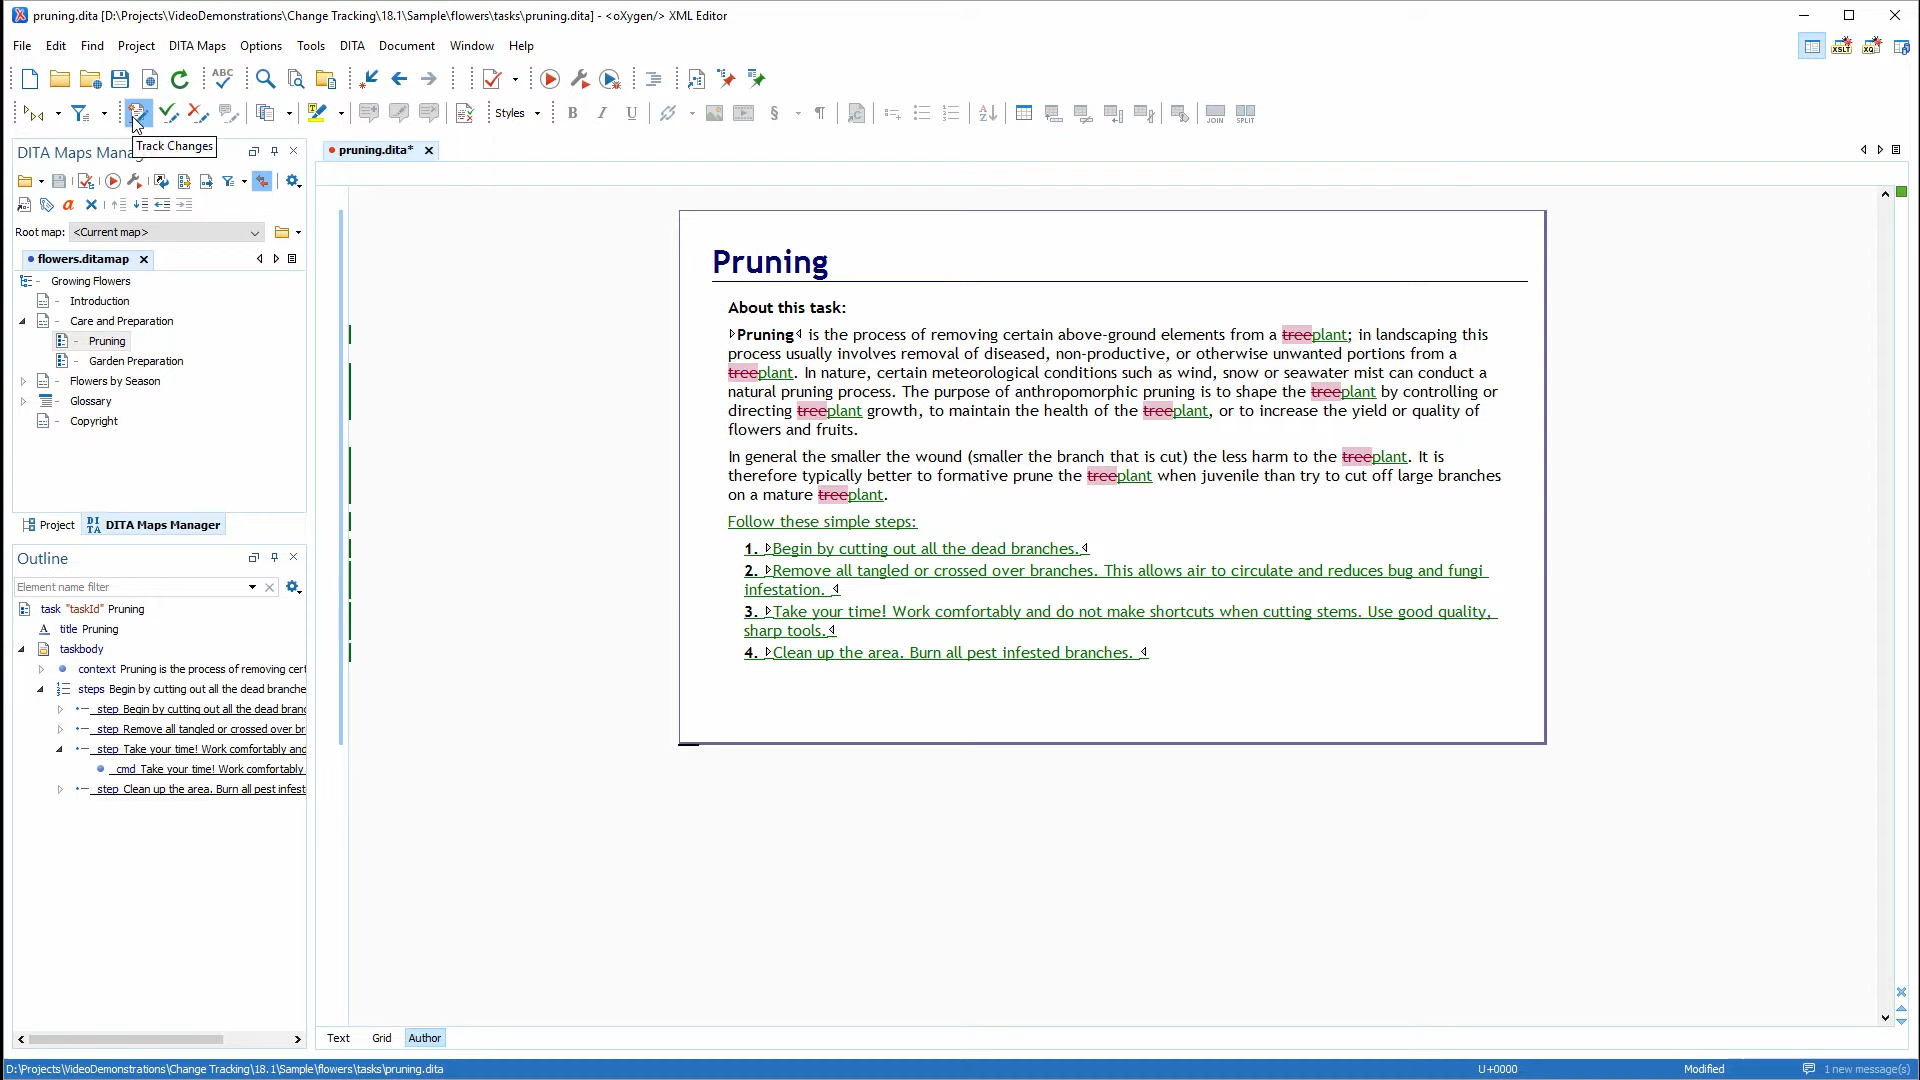 pruning.dita [D:\Projects\VideoDemonstrations\Change Tracking\18.1\Sample\flowers\tasks\pruning.dita] - <oXygen/> XML Editor
File Edit Find Project DITA Maps Options Tools DITA Document Window Help
XSLT XQ
ABC
Styles B I U § ¶ JOIN SPLIT
Track Changes
DITA Maps Mana
pruning.dita*
Root map: <Current map>
flowers.ditamap
Growing Flowers
Introduction
Care and Preparation
Pruning
Garden Preparation
Flowers by Season
Glossary
Copyright
Project DITA DITA Maps Manager
Outline
Element name filter
task "taskId" Pruning
title Pruning
taskbody
context Pruning is the process of removing cert
steps Begin by cutting out all the dead branche
step Begin by cutting out all the dead branc
step Remove all tangled or crossed over br
step Take your time! Work comfortably and
cmd Take your time! Work comfortably
step Clean up the area. Burn all pest infest
Pruning
About this task:
Pruning is the process of removing certain above-ground elements from a treeplant; in landscaping this
process usually involves removal of diseased, non-productive, or otherwise unwanted portions from a
treeplant. In nature, certain meteorological conditions such as wind, snow or seawater mist can conduct a
natural pruning process. The purpose of anthropomorphic pruning is to shape the treeplant by controlling or
directing treeplant growth, to maintain the health of the treeplant, or to increase the yield or quality of
flowers and fruits.
In general the smaller the wound (smaller the branch that is cut) the less harm to the treeplant. It is
therefore typically better to formative prune the treeplant when juvenile than try to cut off large branches
on a mature treeplant.
Follow these simple steps:
1. Begin by cutting out all the dead branches.
2. Remove all tangled or crossed over branches. This allows air to circulate and reduces bug and fungi
infestation.
3. Take your time! Work comfortably and do not make shortcuts when cutting stems. Use good quality,
sharp tools.
4. Clean up the area. Burn all pest infested branches.
Text Grid Author
D:\Projects\VideoDemonstrations\Change Tracking\18.1\Sample\flowers\tasks\pruning.dita U+0000 Modified 1 new message(s)